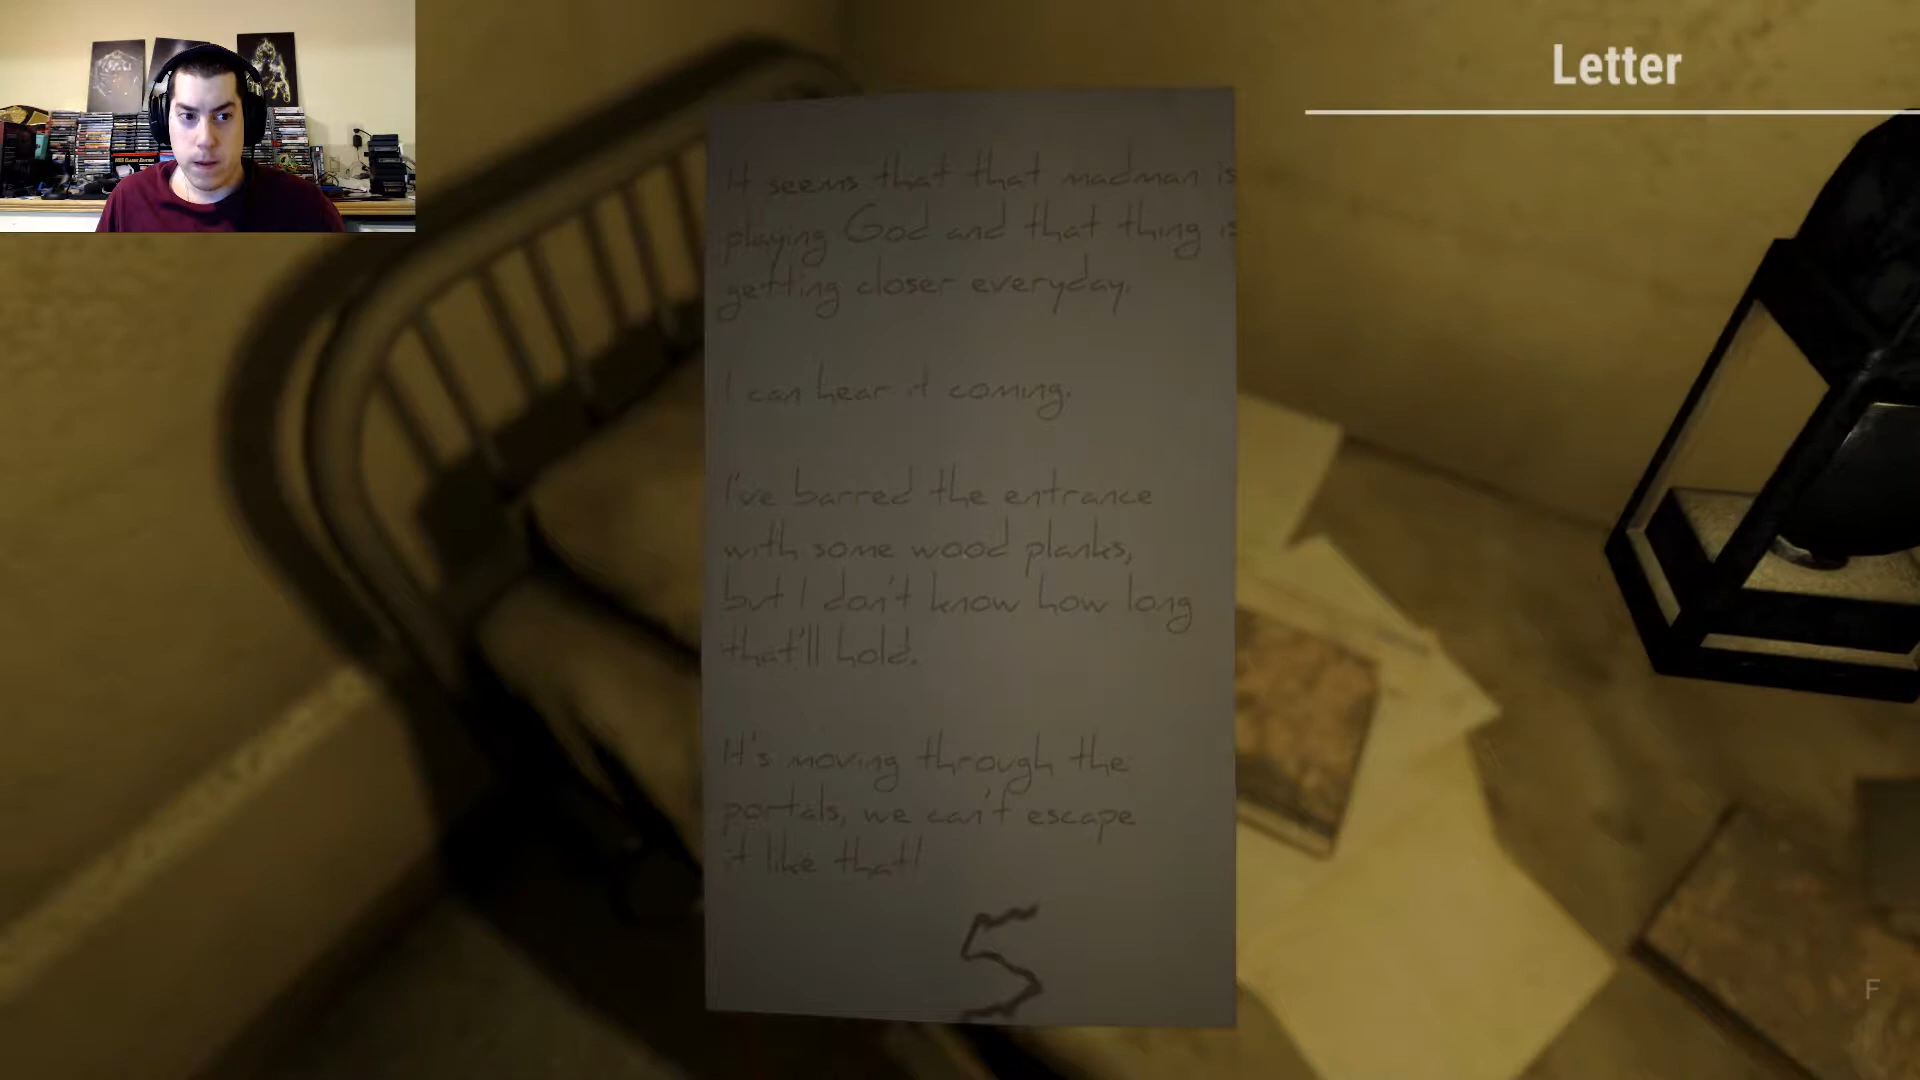 Letter
It seems that that madman is
playing God and that thing is
getting closer everyday.
I can hear it coming.
I've barred the entrance
with some wood planks,
but I don't know how long
that'll hold.
It's moving through the
portals, we can't escape
it like that!
5
F